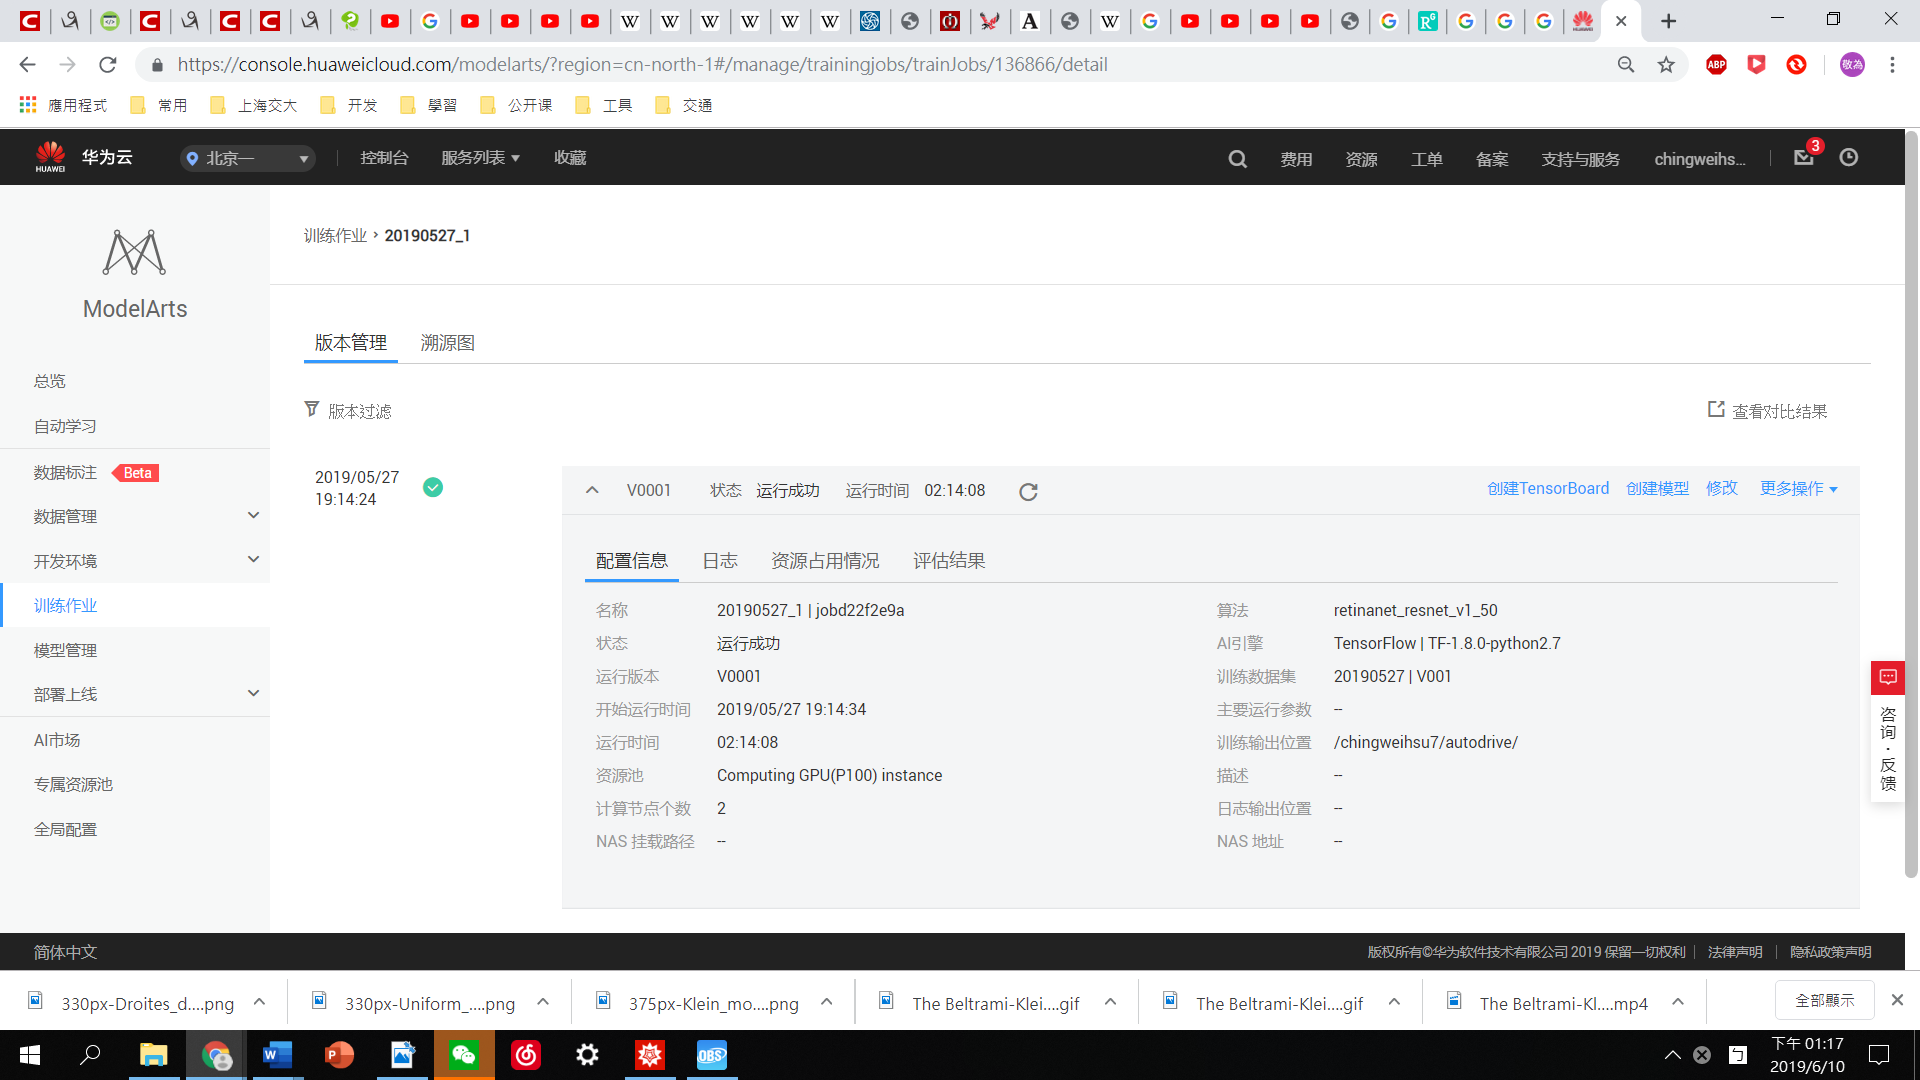 https://console.huaweicloud.com/modelarts/?region=cn-north-1#/manage/trainingjobs/trainJobs/136866/detail
ABP
敬為
應用程式 常用 上海交大 开发 學習 公开课 工具 交通
HUAWEI 华为云 北京一 控制台 服务列表 收藏 费用 资源 工单 备案 支持与服务 chingweihs... 3
ModelArts
总览
自动学习
数据标注 Beta
数据管理
开发环境
训练作业
模型管理
部署上线
AI市场
专属资源池
全局配置
训练作业 › 20190527_1
版本管理 溯源图
版本过滤 查看对比结果
2019/05/27
19:14:24
V0001 状态 运行成功 运行时间 02:14:08 创建TensorBoard 创建模型 修改 更多操作
配置信息 日志 资源占用情况 评估结果
名称 20190527_1 | jobd22f2e9a 算法 retinanet_resnet_v1_50
状态 运行成功 AI引擎 TensorFlow | TF-1.8.0-python2.7
运行版本 V0001 训练数据集 20190527 | V001
开始运行时间 2019/05/27 19:14:34 主要运行参数 --
运行时间 02:14:08 训练输出位置 /chingweihsu7/autodrive/
资源池 Computing GPU(P100) instance 描述 --
计算节点个数 2 日志输出位置 --
NAS 挂载路径 -- NAS 地址 --
咨询·反馈
简体中文 版权所有©华为软件技术有限公司 2019 保留一切权利 | 法律声明 | 隐私政策声明
330px-Droites_d....png 330px-Uniform_....png 375px-Klein_mo....png The Beltrami-Klei....gif The Beltrami-Klei....gif The Beltrami-Kl....mp4 全部顯示
OBS
下午 01:17
2019/6/10